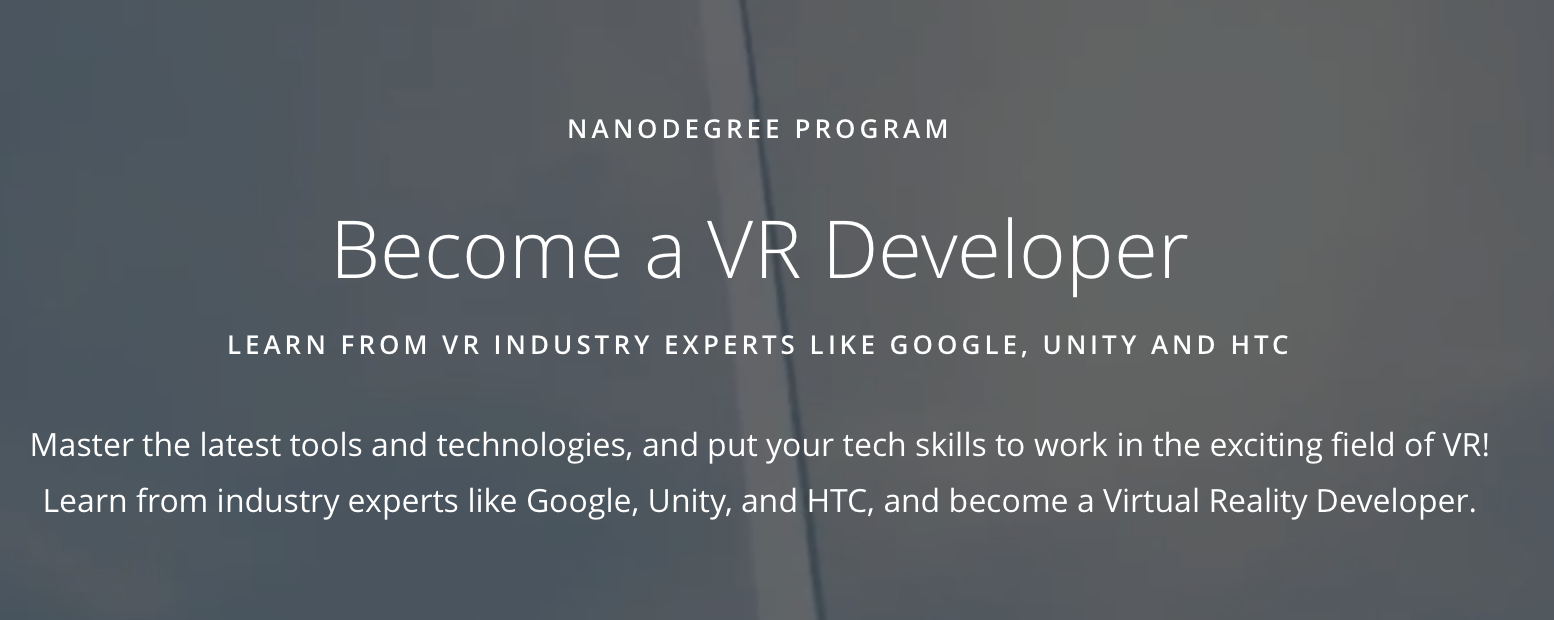 NANODEGREE PROGRAM
Become a VR Developer
LEARN FROM VR INDUSTRY EXPERTS LIKE GOOGLE, UNITY AND HTC
Master the latest tools and technologies, and put your tech skills to work in the exciting field of VR!
Learn from industry experts like Google, Unity, and HTC, and become a Virtual Reality Developer.